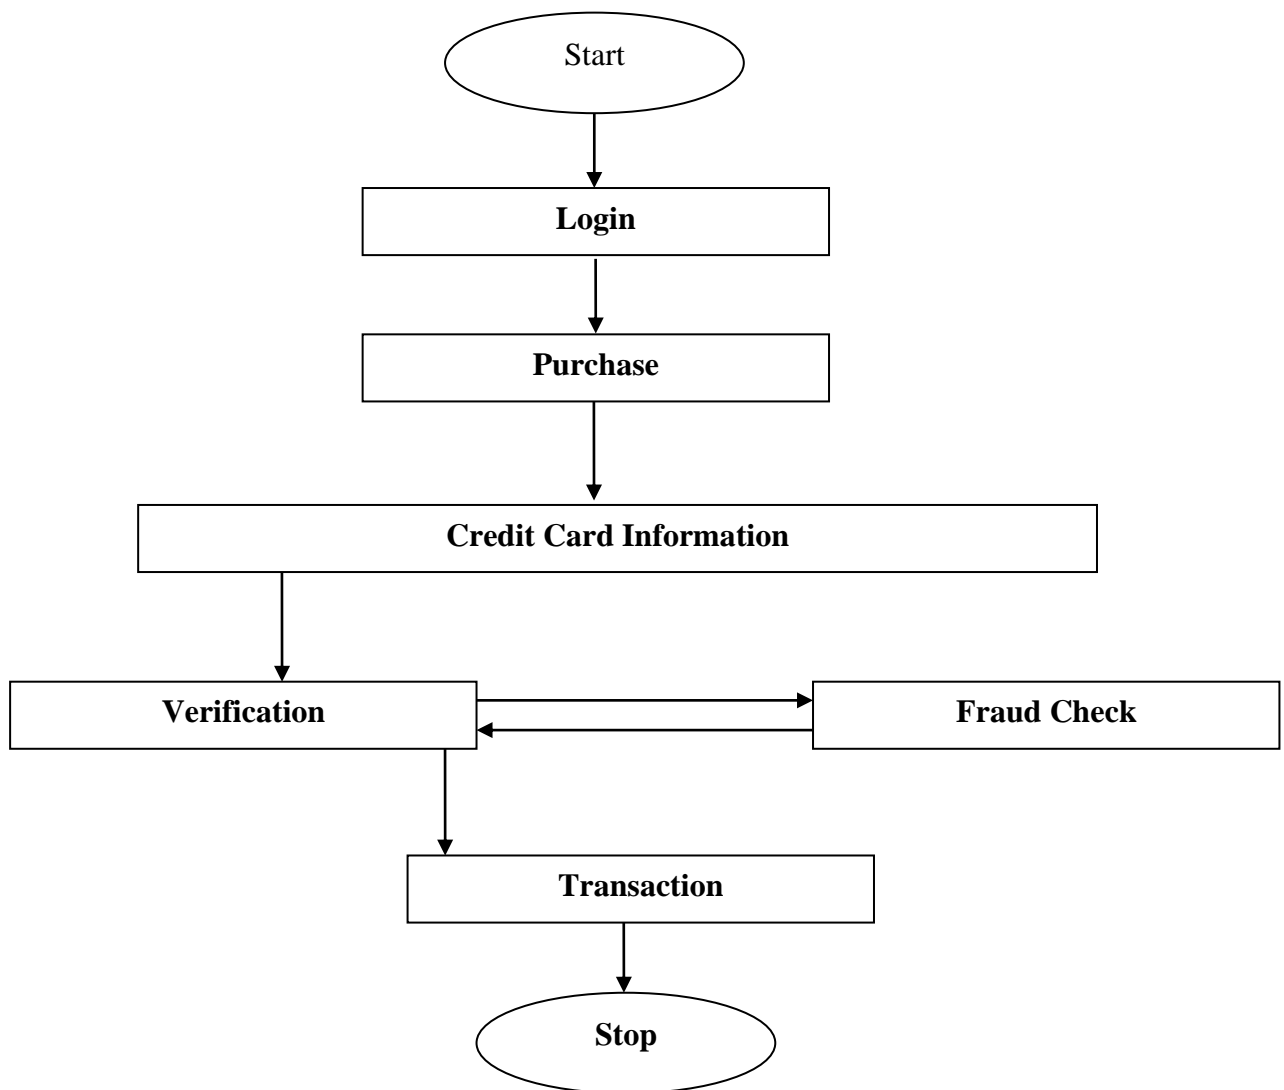 Start
Login
Purchase
Credit Card Information
Verification
Fraud Check
Transaction
Stop